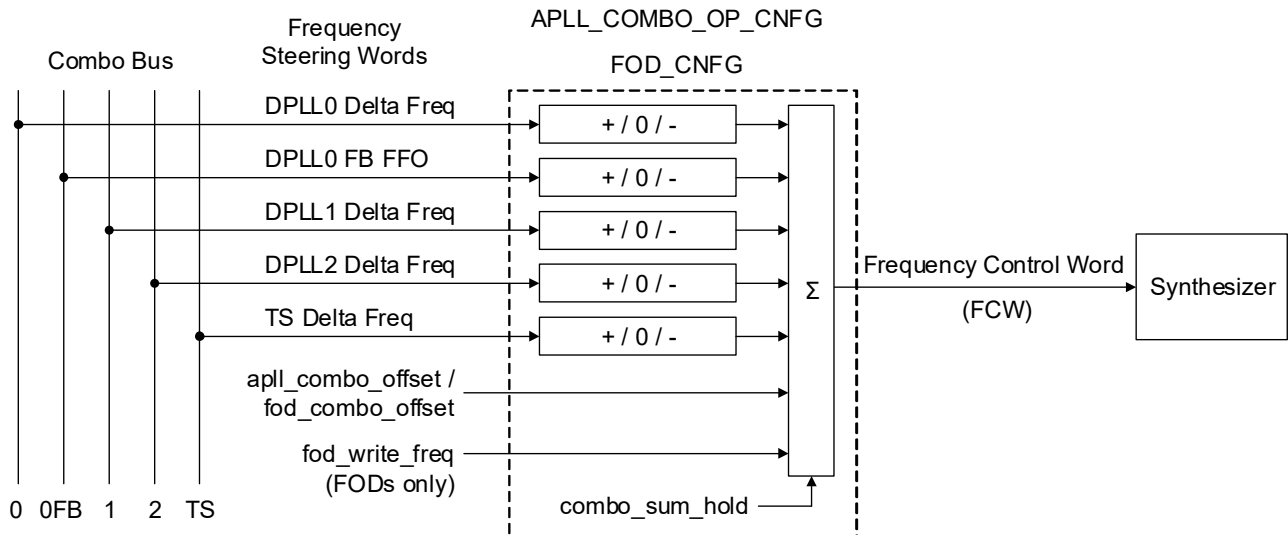 APLL_COMBO_OP_CNFG
Frequency
Steering Words
Combo Bus
FOD_CNFG
DPLL0 Delta Freq
+ / 0 / -
DPLL0 FB FFO
+ / 0 / -
DPLL1 Delta Freq
+ / 0 / -
DPLL2 Delta Freq
+ / 0 / -
TS Delta Freq
+ / 0 / -
Σ
Frequency Control Word
(FCW)
Synthesizer
apll_combo_offset /
fod_combo_offset
fod_write_freq
(FODs only)
combo_sum_hold
0 0FB 1 2 TS